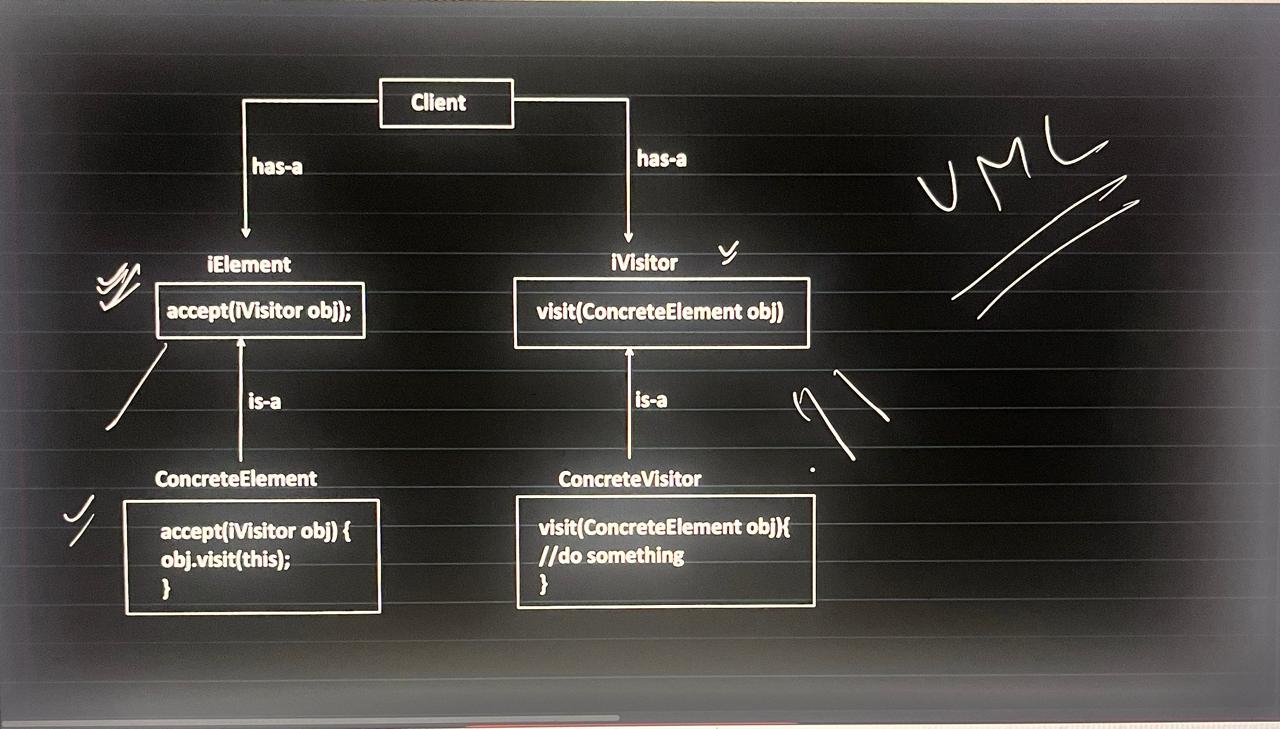 Client
has-a
has-a
UML
iElement
iVisitor
accept(iVisitor obj);
visit(ConcreteElement obj)
is-a
is-a
ConcreteElement
ConcreteVisitor
accept(iVisitor obj) {
obj.visit(this);
}
visit(ConcreteElement obj){
//do something
}